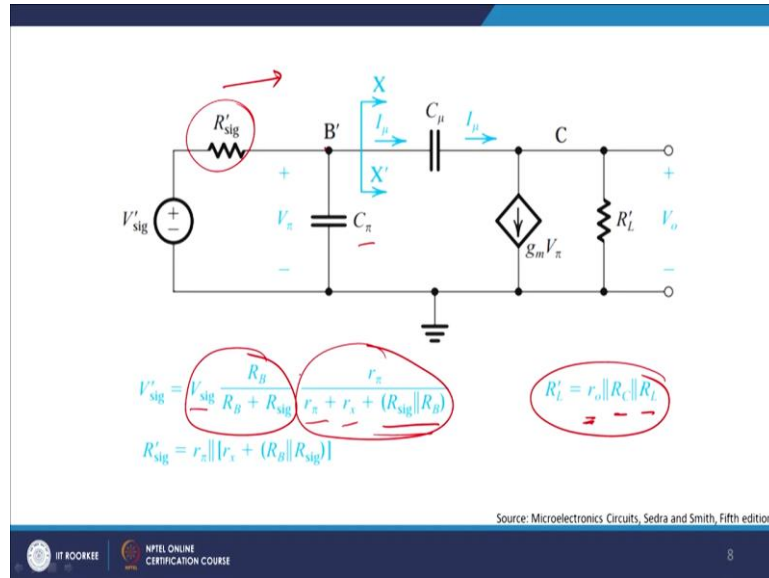 R'sig
X
B'
Iμ
X'
Cμ
Iμ
C
V'sig
+
−
+
Vπ
−
Cπ
gmVπ
R'L
+
Vo
−
V'sig = Vsig RB / (RB + Rsig) rπ / (rπ + rx + (Rsig||RB))
R'L = ro||RC||RL
R'sig = rπ||[rx + (RB||Rsig)]
Source: Microelectronics Circuits, Sedra and Smith, Fifth edition
IIT ROORKEE
NPTEL ONLINE
CERTIFICATION COURSE
8